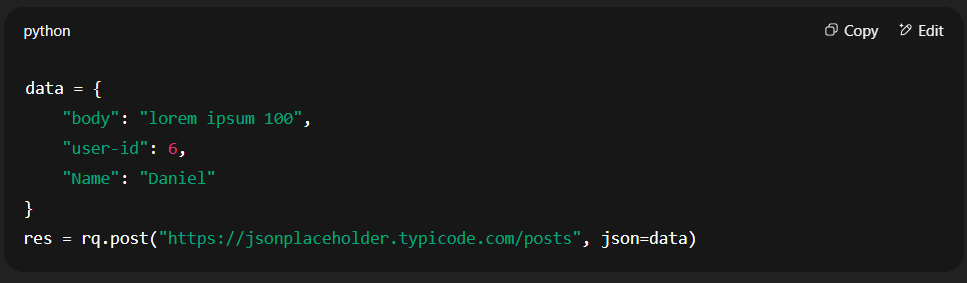 python
Copy
Edit
data = {
    "body": "lorem ipsum 100",
    "user-id": 6,
    "Name": "Daniel"
}
res = rq.post("https://jsonplaceholder.typicode.com/posts", json=data)